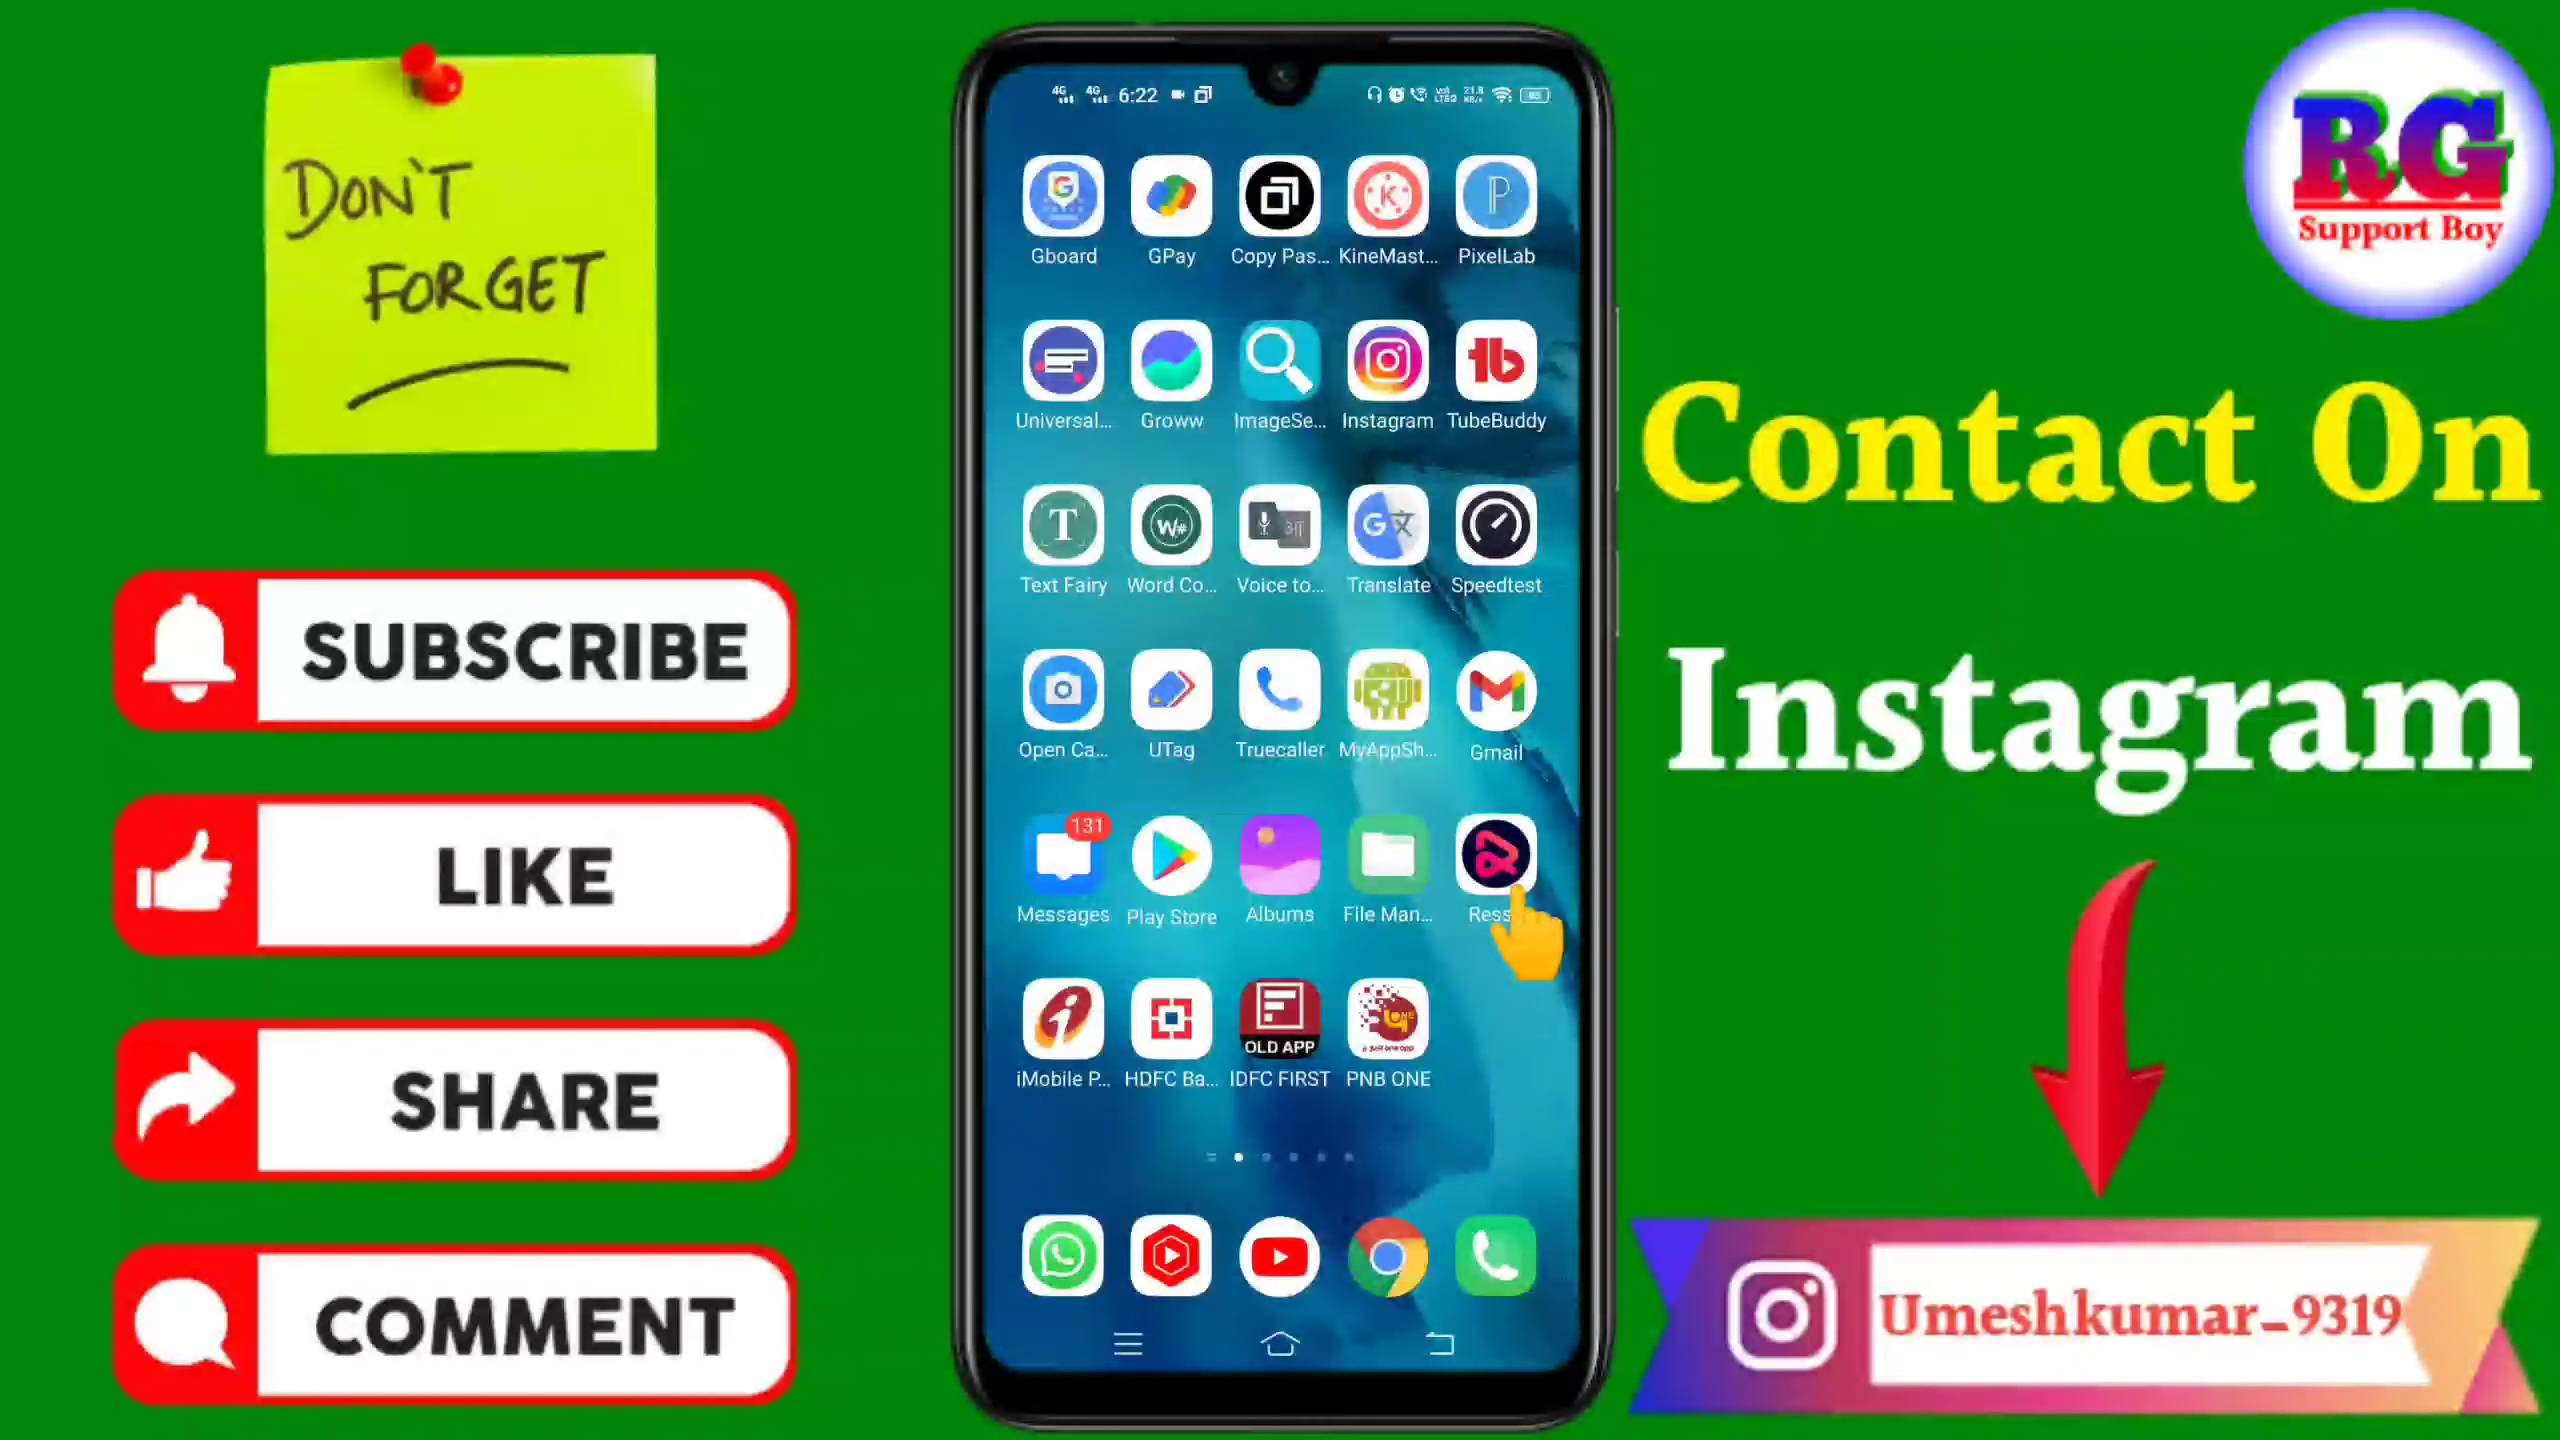 DON'T
FORGET
SUBSCRIBE
LIKE
SHARE
COMMENT
4G 4G 6:22
Gboard GPay Copy Pas... KineMast... PixelLab
Universal... Groww ImageSe... Instagram TubeBuddy
Text Fairy Word Co... Voice to... Translate Speedtest
Open Ca... UTag Truecaller MyAppSh... Gmail
131
Messages Play Store Albums File Man... Ress
OLD APP
iMobile P... HDFC Ba... IDFC FIRST PNB ONE
RG
Support Boy
Contact On
Instagram
Umeshkumar-9319